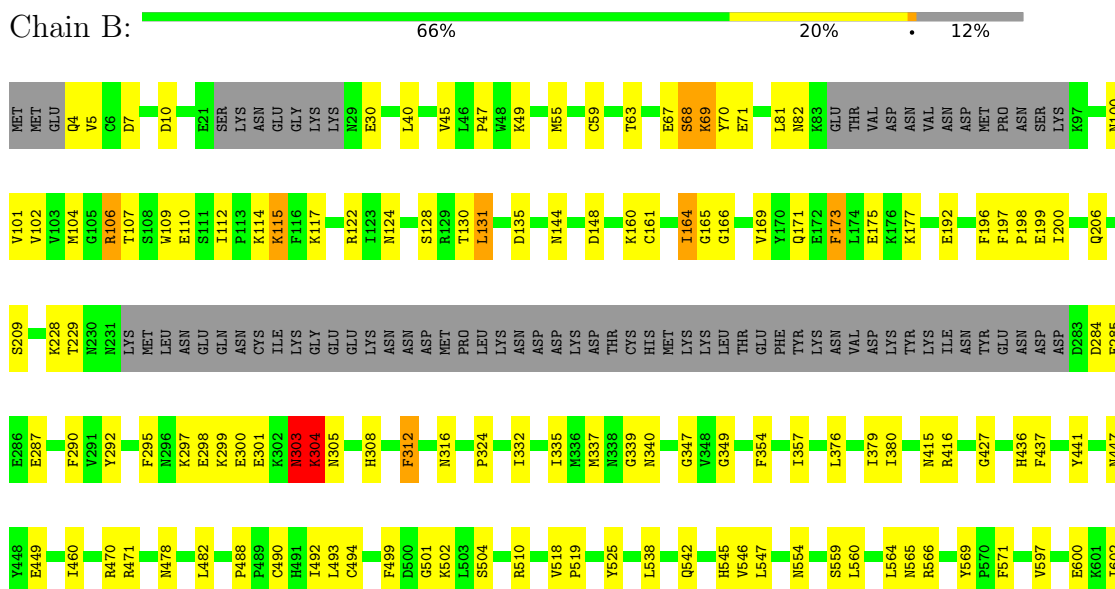 Chain B:
66% 20% • 12%
MET MET GLU Q4 V5 C6 D7 D10 E21 SER LYS ASN GLU GLY LYS LYS N29 E30 L40 V45 L46 P47 W48 K49 M55 C59 T63 E67 S68 K69 Y70 E71 L81 N82 K83 GLU THR VAL ASP ASN VAL ASN ASP MET PRO ASN SER LYS K97 N100
V101 V102 V103 M104 G105 R106 T107 S108 W109 E110 S111 I112 P113 K114 K115 F116 K117 R122 I123 N124 S128 R129 T130 L131 D135 N144 D148 K160 C161 I164 G165 G166 V169 Y170 Q171 E172 F173 L174 E175 K176 K177 E192 F196 F197 P198 E199 I200 Q206
S209 K228 T229 N230 N231 LYS MET LEU ASN GLU GLN ASN CYS ILE LYS GLY GLU GLU LYS ASN ASN ASP MET PRO LEU LYS ASN ASP ASP LYS ASP THR CYS HIS MET LYS LYS LEU THR GLU PHE TYR LYS ASN VAL ASP LYS TYR LYS ILE ASN TYR GLU ASN ASP ASP D283 D284 E285
E286 E287 F290 V291 Y292 F295 N296 K297 E298 K299 E300 E301 K302 N303 K304 N305 H308 F312 N316 P324 I332 I335 M336 M337 N338 G339 N340 G347 V348 G349 F354 I357 L376 I379 I380 N415 R416 G427 H436 F437 Y441 N447
Y448 E449 I460 R470 R471 N478 L482 P488 P489 C490 H491 I492 L493 C494 F499 D500 G501 K502 L503 S504 R510 V518 P519 Y525 L538 Q542 H545 V546 L547 N554 S559 L560 L564 N565 R566 Y569 P570 F571 V597 E600 K601 I602